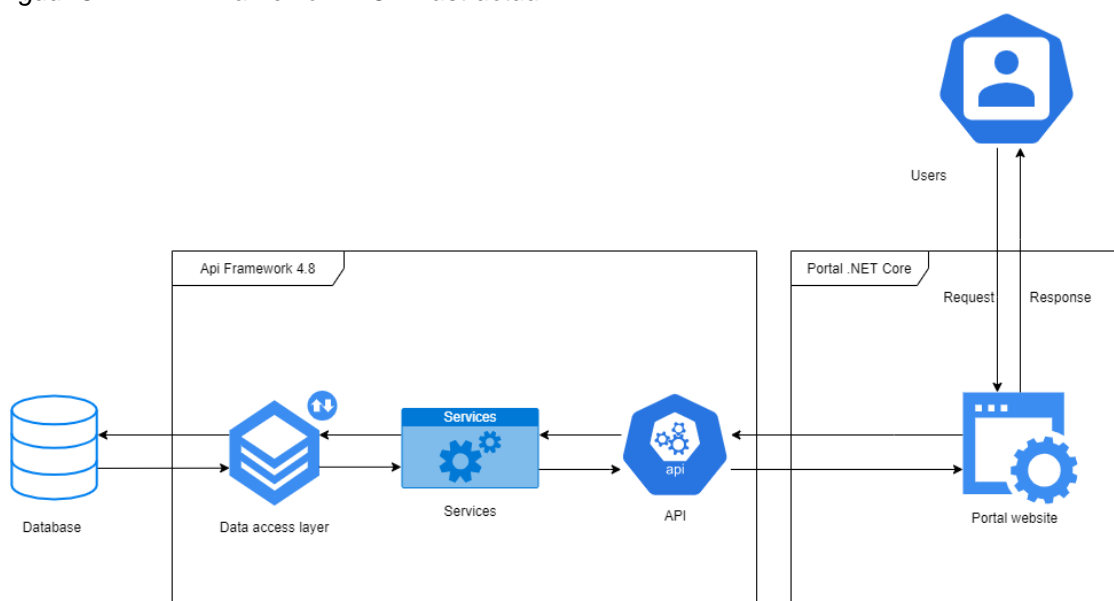 Users
Api Framework 4.8
Portal .NET Core
Request
Response
Services
api
Database
Data access layer
Services
API
Portal website